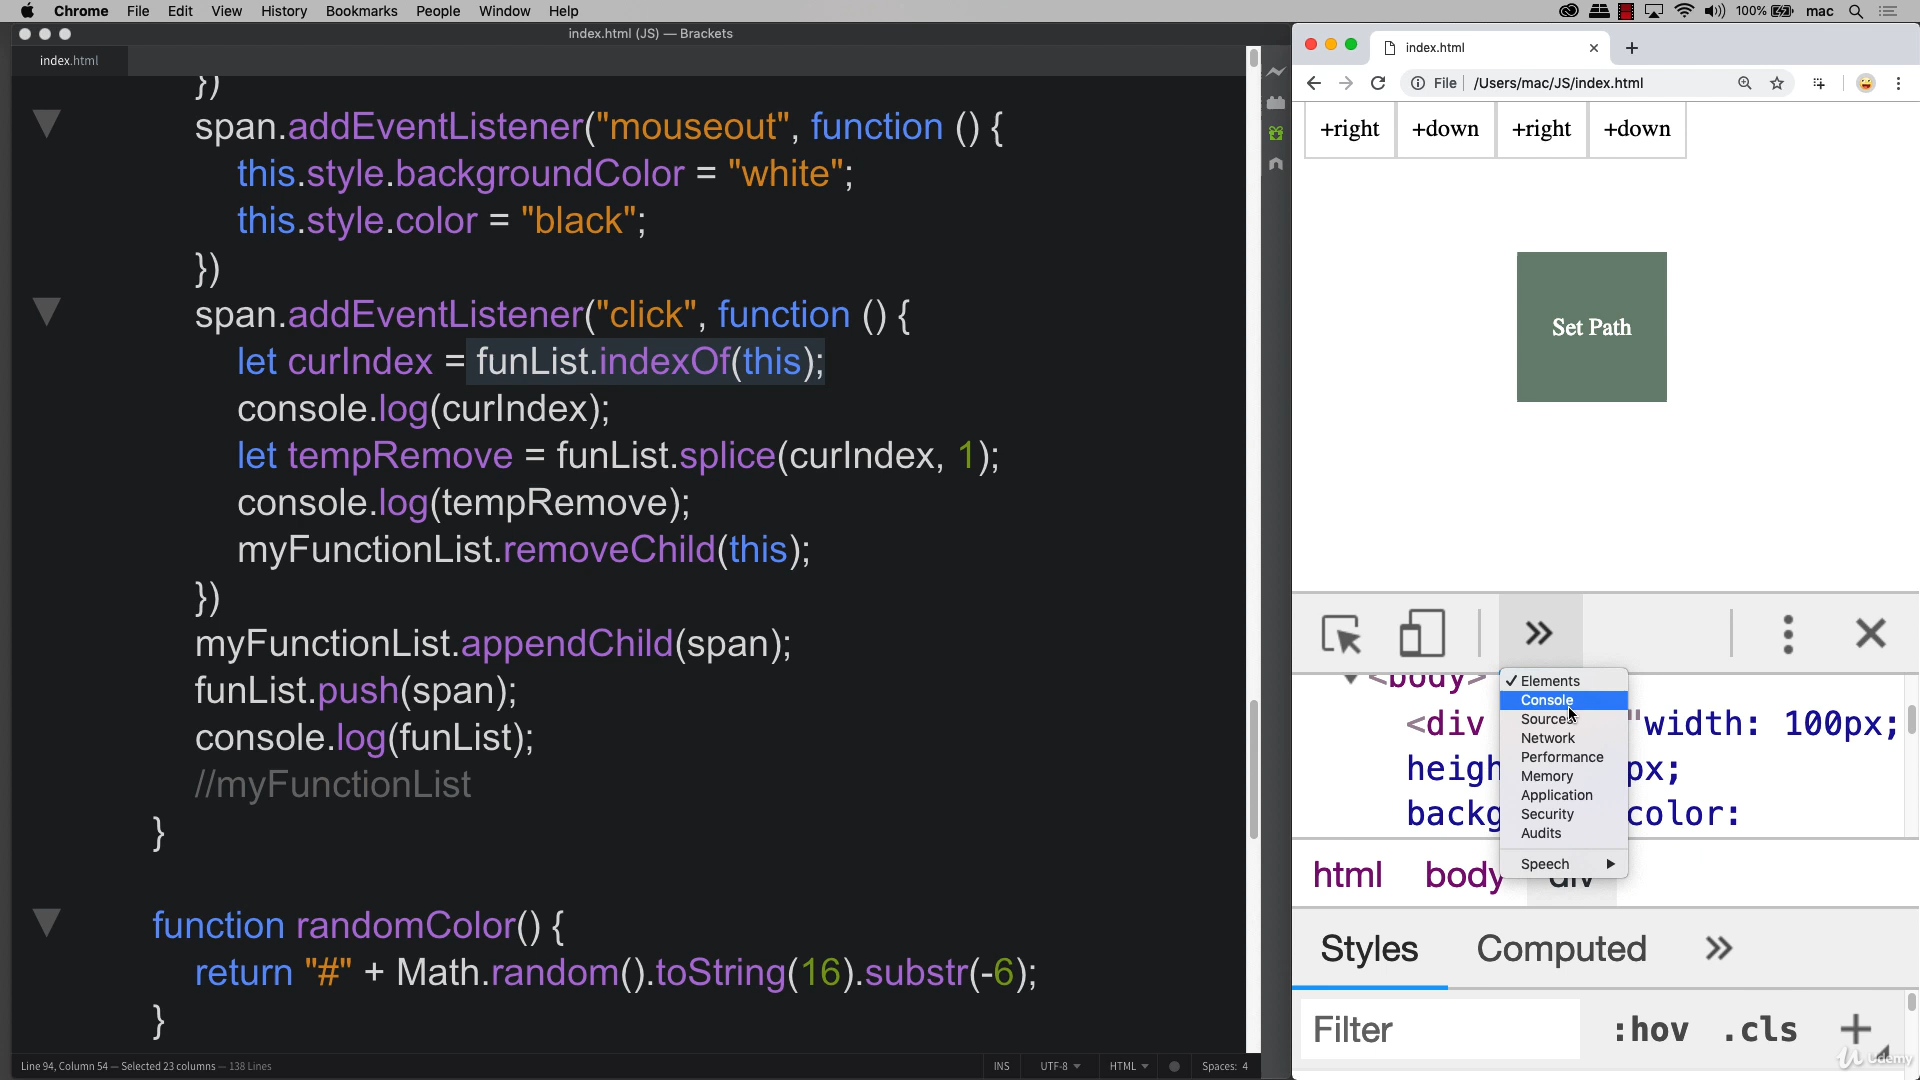 Chrome File Edit View History Bookmarks People Window Help 100% mac
index.html (JS) — Brackets
index.html
})
span.addEventListener("mouseout", function () {
this.style.backgroundColor = "white";
this.style.color = "black";
})
span.addEventListener("click", function () {
let curIndex = funList.indexOf(this);
console.log(curIndex);
let tempRemove = funList.splice(curIndex, 1);
console.log(tempRemove);
myFunctionList.removeChild(this);
})
myFunctionList.appendChild(span);
funList.push(span);
console.log(funList);
//myFunctionList
}
function randomColor() {
return "#" + Math.random().toString(16).substr(-6);
}
Line 94, Column 54 — Selected 23 columns — 138 Lines
INS UTF-8 HTML Spaces: 4
index.html
File /Users/mac/JS/index.html
+right +down +right +down
Set Path
<body>
<div "width: 100px;
heigh px;
backg color:
Elements
Console
Sources
Network
Performance
Memory
Application
Security
Audits
Speech
html body div
Styles Computed
Filter :hov .cls
Udemy